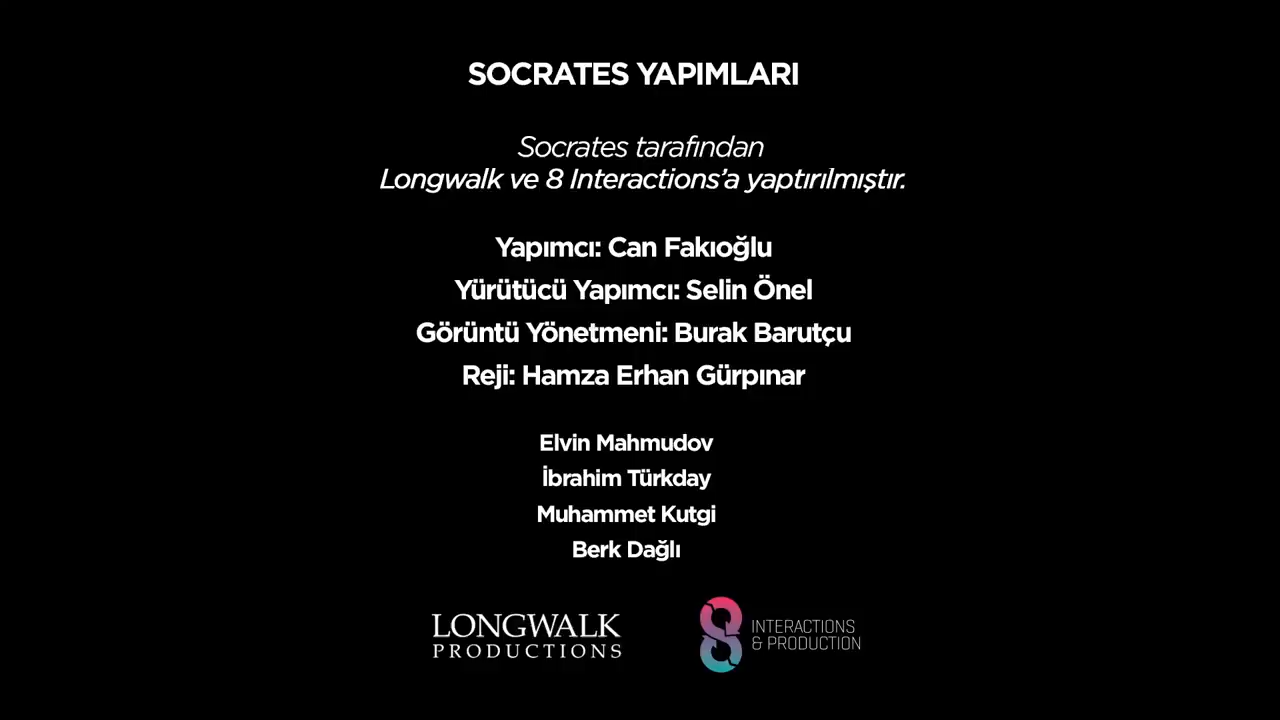 SOCRATES YAPIMLARI
Socrates tarafından
Longwalk ve 8 Interactions’a yaptırılmıştır.
Yapımcı: Can Fakıoğlu
Yürütücü Yapımcı: Selin Önel
Görüntü Yönetmeni: Burak Barutçu
Reji: Hamza Erhan Gürpınar
Elvin Mahmudov
İbrahim Türkday
Muhammet Kutgi
Berk Dağlı
LONGWALK
PRODUCTIONS
8 INTERACTIONS
& PRODUCTION